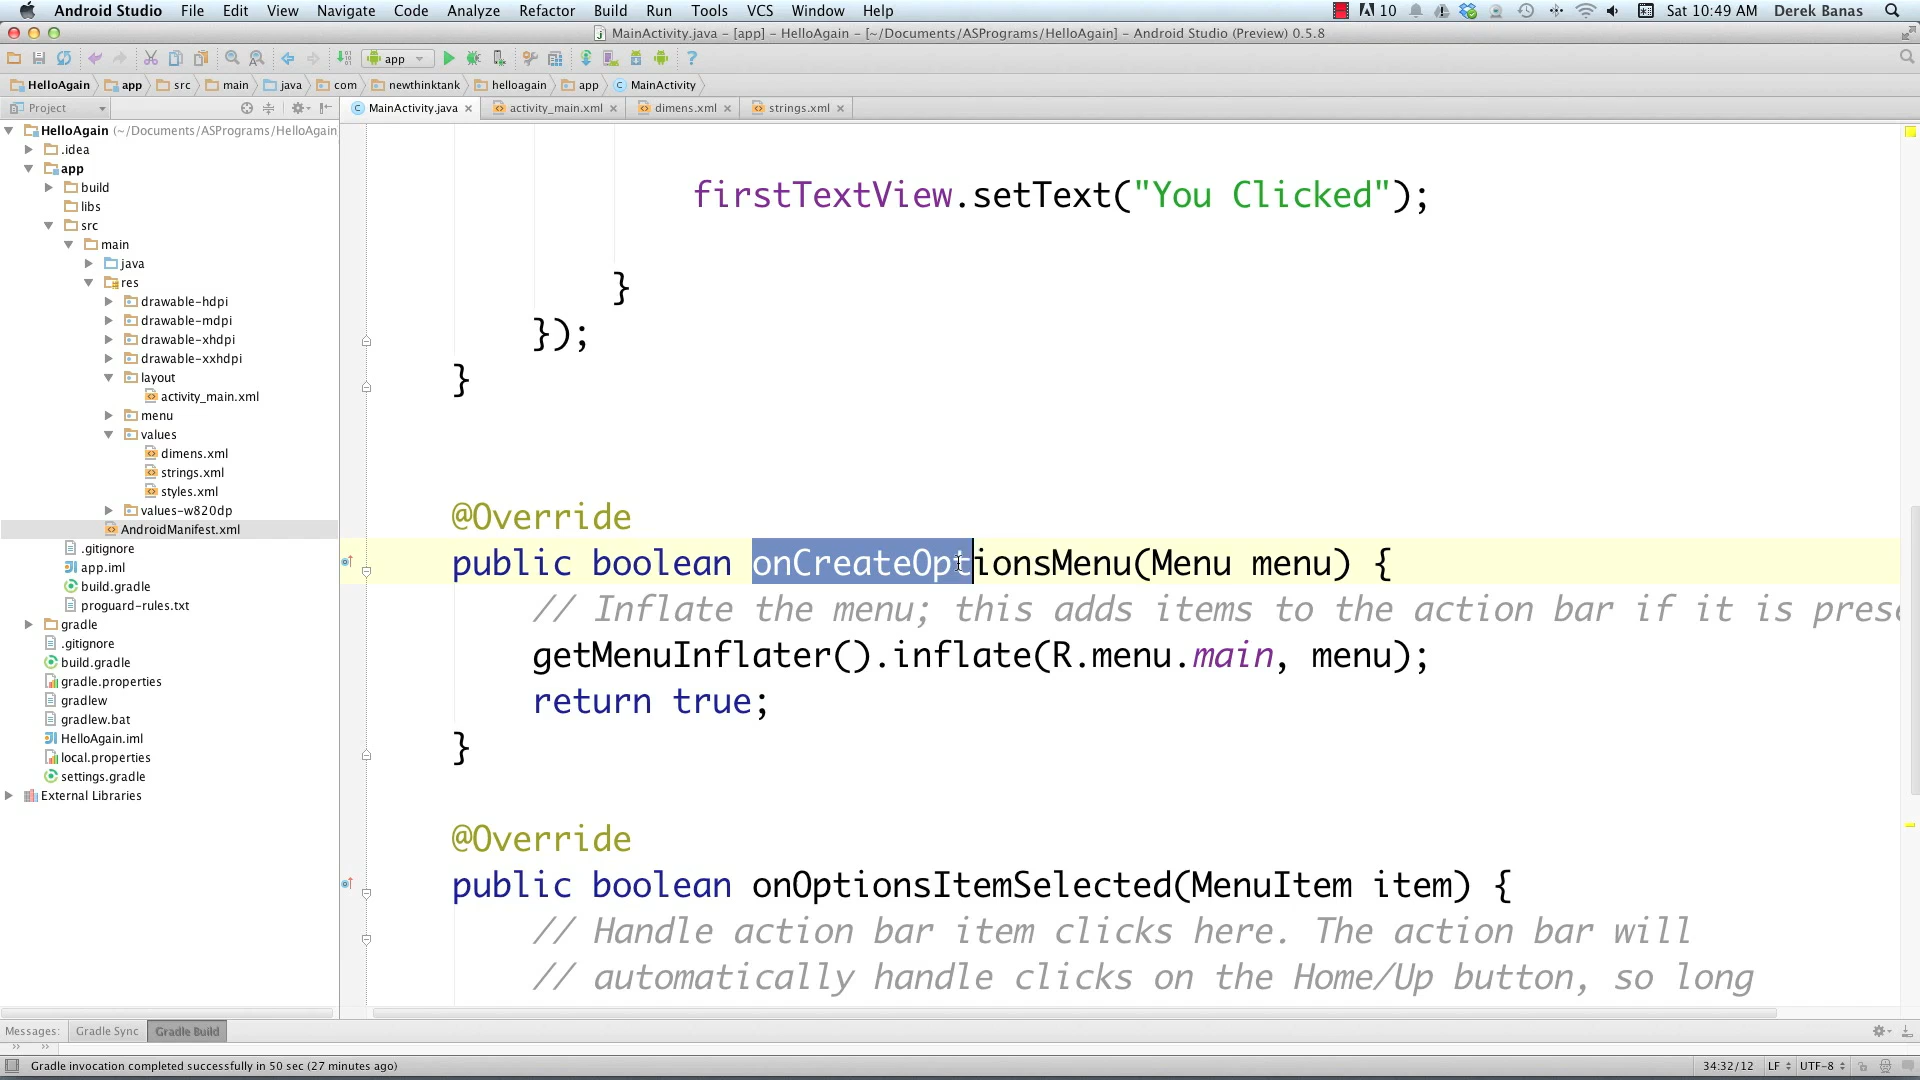 Android Studio File Edit View Navigate Code Analyze Refactor Build Run Tools VCS Window Help 10 Sat 10:49 AM Derek Banas
MainActivity.java - [app] - HelloAgain - [~/Documents/ASPrograms/HelloAgain] - Android Studio (Preview) 0.5.8
app
HelloAgain app src main java com newthinktank helloagain app MainActivity
Project MainActivity.java activity_main.xml dimens.xml strings.xml
HelloAgain (~/Documents/ASPrograms/HelloAgain
.idea
app
build
libs
src
main
java
res
drawable-hdpi
drawable-mdpi
drawable-xhdpi
drawable-xxhdpi
layout
activity_main.xml
menu
values
dimens.xml
strings.xml
styles.xml
values-w820dp
AndroidManifest.xml
.gitignore
app.iml
build.gradle
proguard-rules.txt
gradle
.gitignore
build.gradle
gradle.properties
gradlew
gradlew.bat
HelloAgain.iml
local.properties
settings.gradle
External Libraries
firstTextView.setText("You Clicked");
}
});
}
@Override
public boolean onCreateOptionsMenu(Menu menu) {
// Inflate the menu; this adds items to the action bar if it is prese
getMenuInflater().inflate(R.menu.main, menu);
return true;
}
@Override
public boolean onOptionsItemSelected(MenuItem item) {
// Handle action bar item clicks here. The action bar will
// automatically handle clicks on the Home/Up button, so long
Messages: Gradle Sync Gradle Build
Gradle invocation completed successfully in 50 sec (27 minutes ago) 34:32/12 LF UTF-8